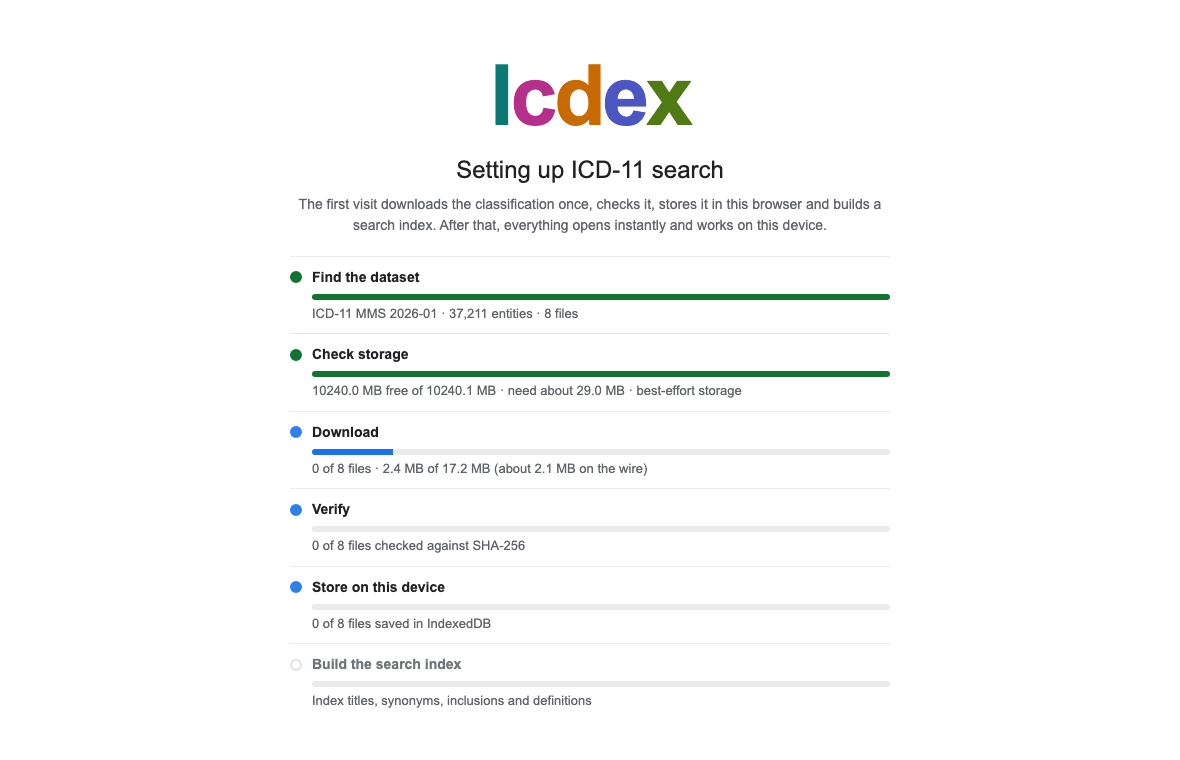 Icdex
Setting up ICD-11 search
The first visit downloads the classification once, checks it, stores it in this browser and builds a
search index. After that, everything opens instantly and works on this device.
Find the dataset
ICD-11 MMS 2026-01 · 37,211 entities · 8 files
Check storage
10240.0 MB free of 10240.1 MB · need about 29.0 MB · best-effort storage
Download
0 of 8 files · 2.4 MB of 17.2 MB (about 2.1 MB on the wire)
Verify
0 of 8 files checked against SHA-256
Store on this device
0 of 8 files saved in IndexedDB
Build the search index
Index titles, synonyms, inclusions and definitions